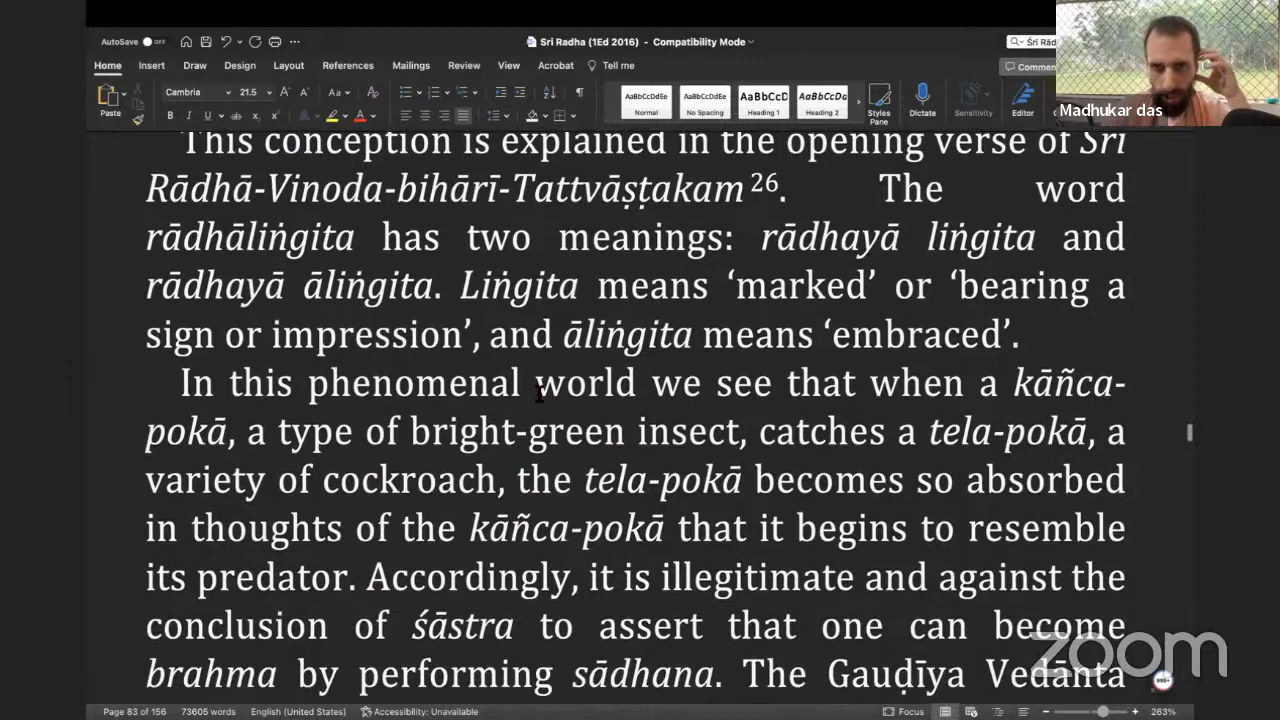 AutoSave OFF
Sri Radha (1Ed 2016) - Compatibility Mode
Home Insert Draw Design Layout References Mailings Review View Acrobat Tell me
Paste
Cambria 21.5
AaBbCcDdEe AaBbCcDdEe AaBbCcD AaBbCcDc
Normal No Spacing Heading 1 Heading 2
Styles Pane
Dictate
Sensitivity
Editor
Madhukar das
This conception is explained in the opening verse of Śrī
Rādhā-Vinoda-bihārī-Tattvāṣṭakam26. The word
rādhāliṅgita has two meanings: rādhayā liṅgita and
rādhayā āliṅgita. Liṅgita means ‘marked’ or ‘bearing a
sign or impression’, and āliṅgita means ‘embraced’.
In this phenomenal world we see that when a kāñca-
pokā, a type of bright-green insect, catches a tela-pokā, a
variety of cockroach, the tela-pokā becomes so absorbed
in thoughts of the kāñca-pokā that it begins to resemble
its predator. Accordingly, it is illegitimate and against the
conclusion of śāstra to assert that one can become
brahma by performing sādhana. The Gauḍīya Vedānta
zoom
Page 83 of 156 73605 words English (United States) Accessibility: Unavailable Focus 263%